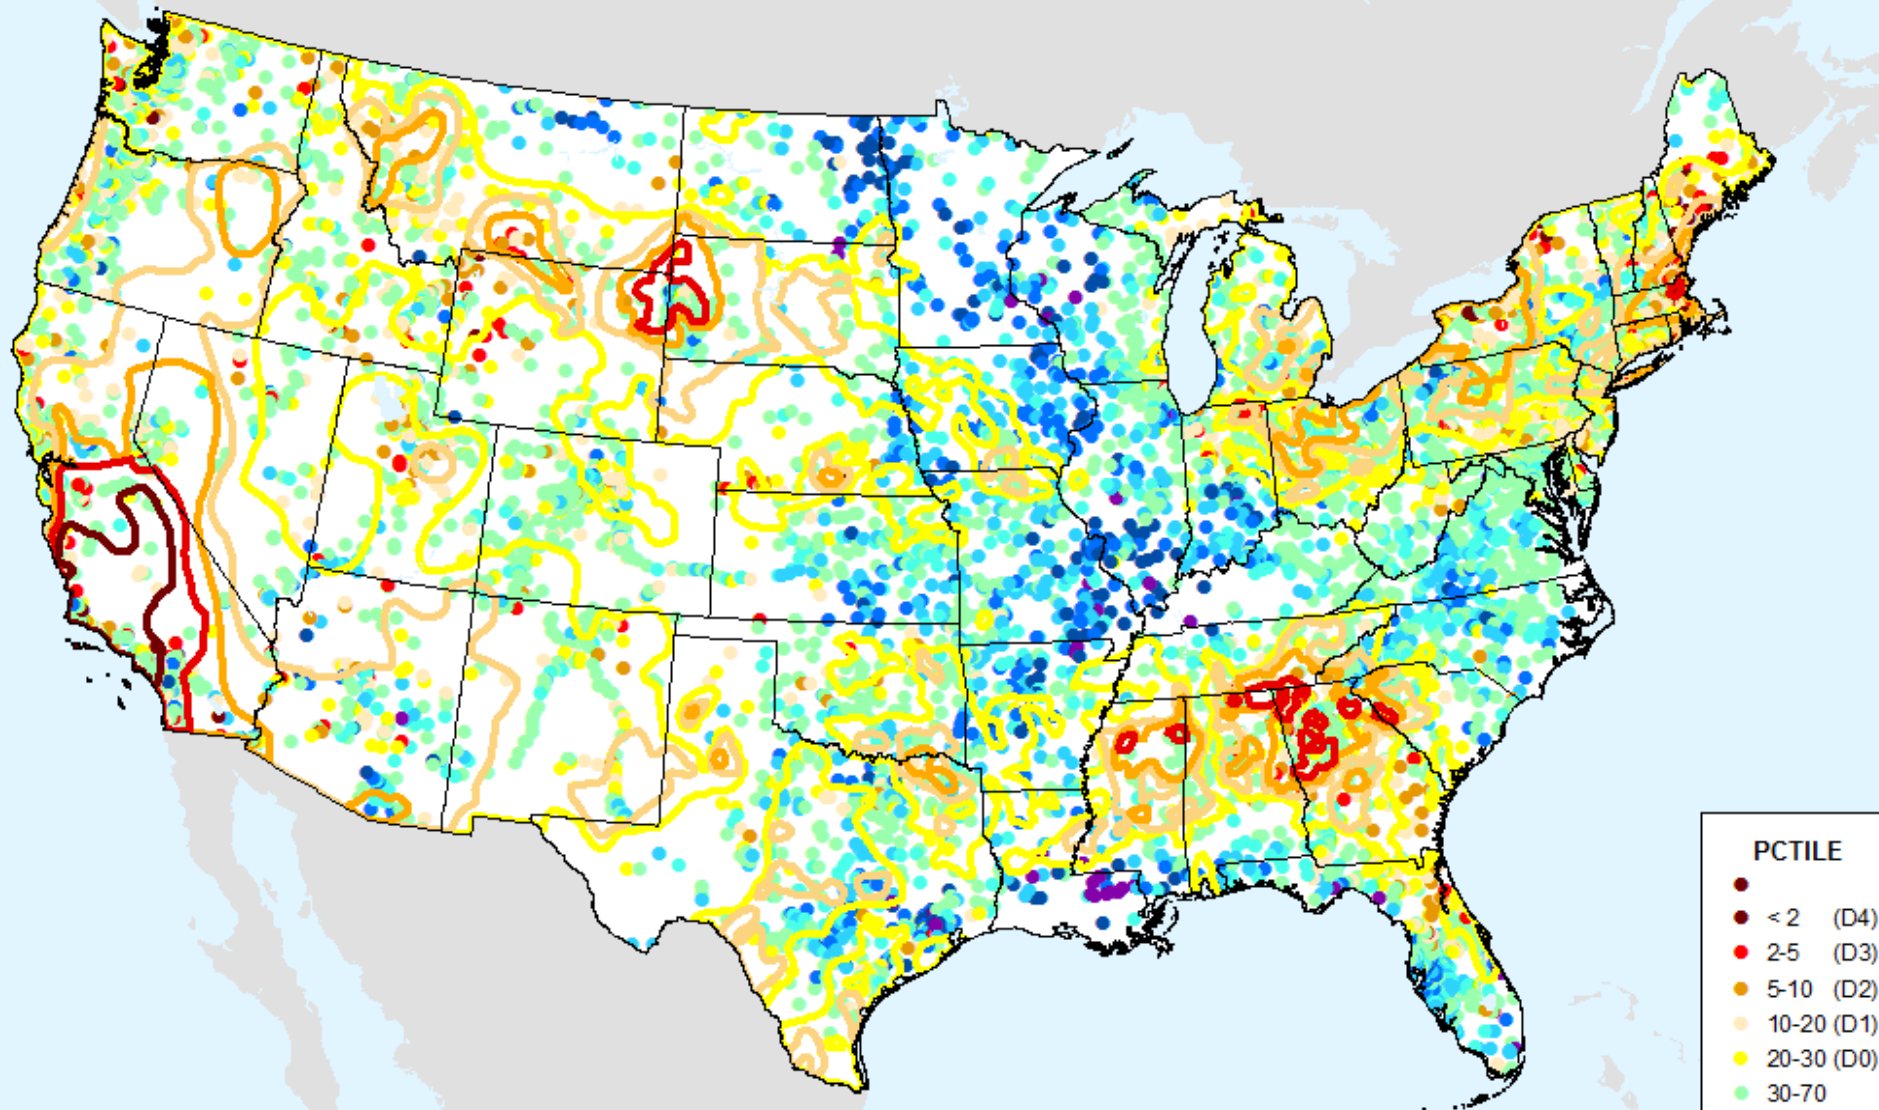 PCTILE
< 2 (D4)
2-5 (D3)
5-10 (D2)
10-20 (D1)
20-30 (D0)
30-70